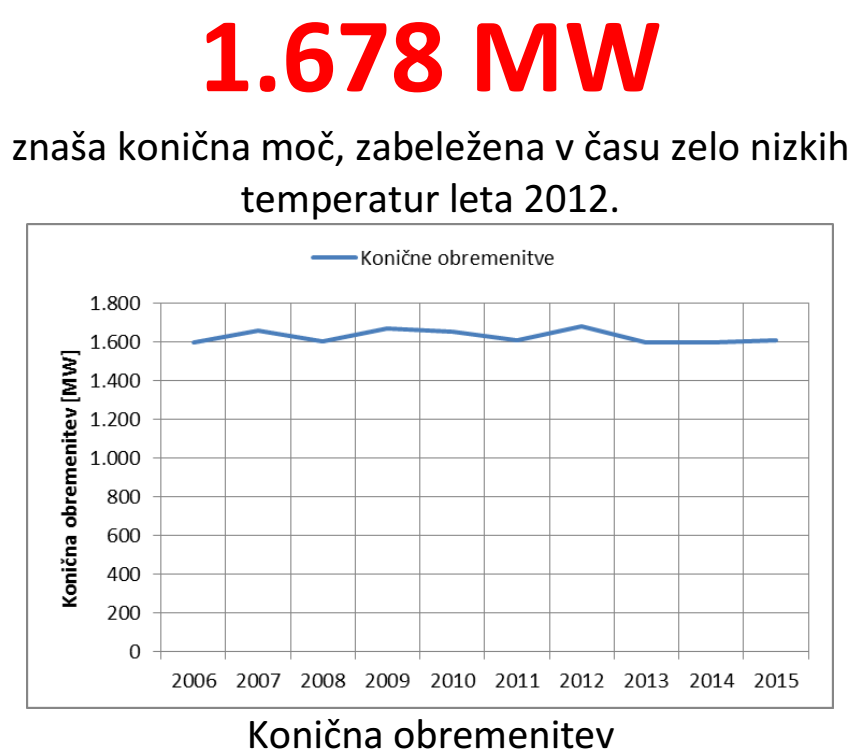 1.678 MW
znaša konična moč, zabeležena v času zelo nizkih
temperatur leta 2012.
Konične obremenitve
Konična obremenitev [MW]
1.800
1.600
1.400
1.200
1.000
800
600
400
200
0
2006 2007 2008 2009 2010 2011 2012 2013 2014 2015
Konična obremenitev